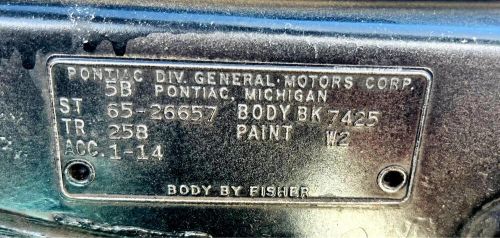 PONTIAC DIV. GENERAL MOTORS CORP.
5B PONTIAC, MICHIGAN
ST 65-26657 BODY BK 7425
TR. 258 PAINT W2
ACC. 1-14
BODY BY FISHER